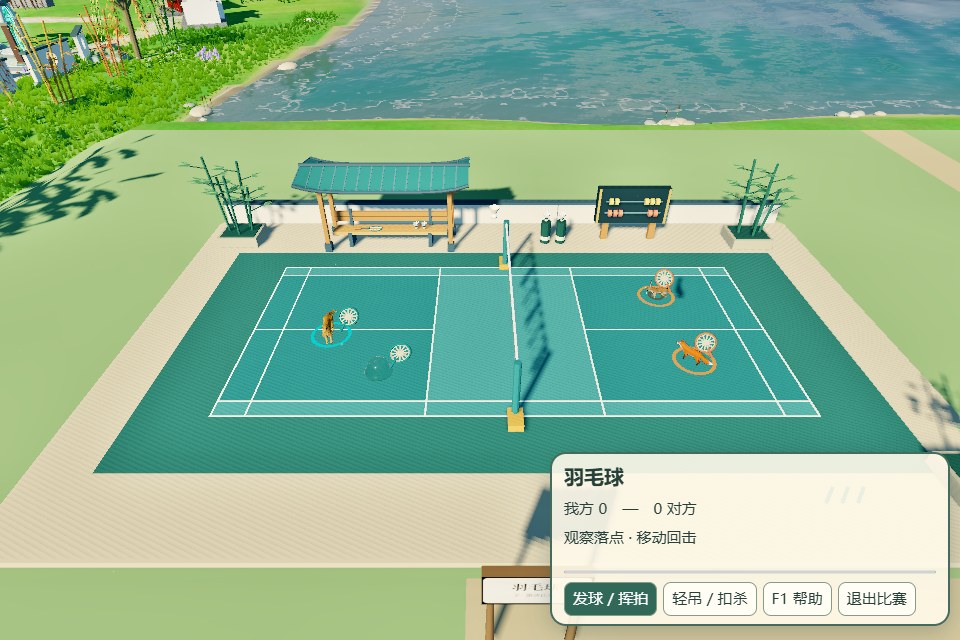 羽毛球
我方 0 — 0 对方
观察落点 · 移动回击
发球 / 挥拍
轻吊 / 扣杀
F1 帮助
退出比赛